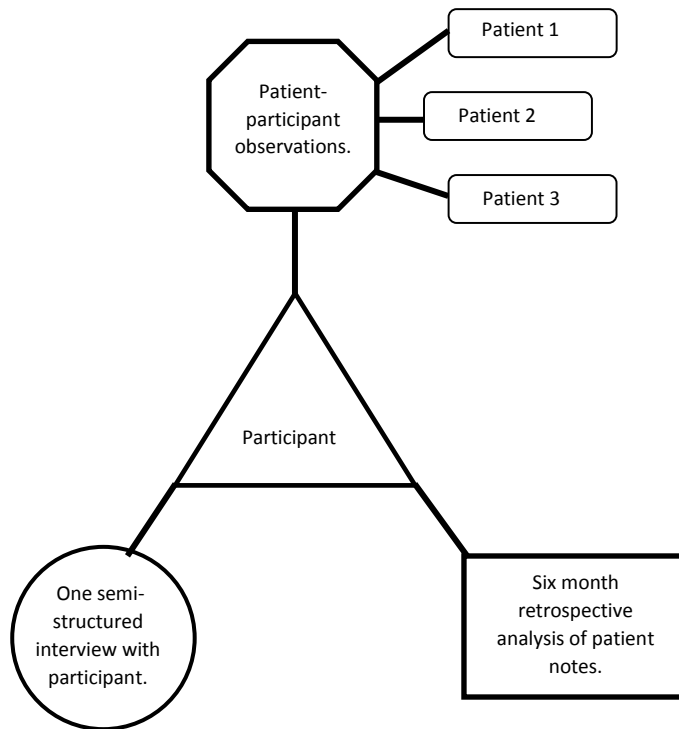 Patient 1
Patient-
participant
observations.
Patient 2
Patient 3
Participant
One semi-
structured
interview with
participant.
Six month
retrospective
analysis of patient
notes.